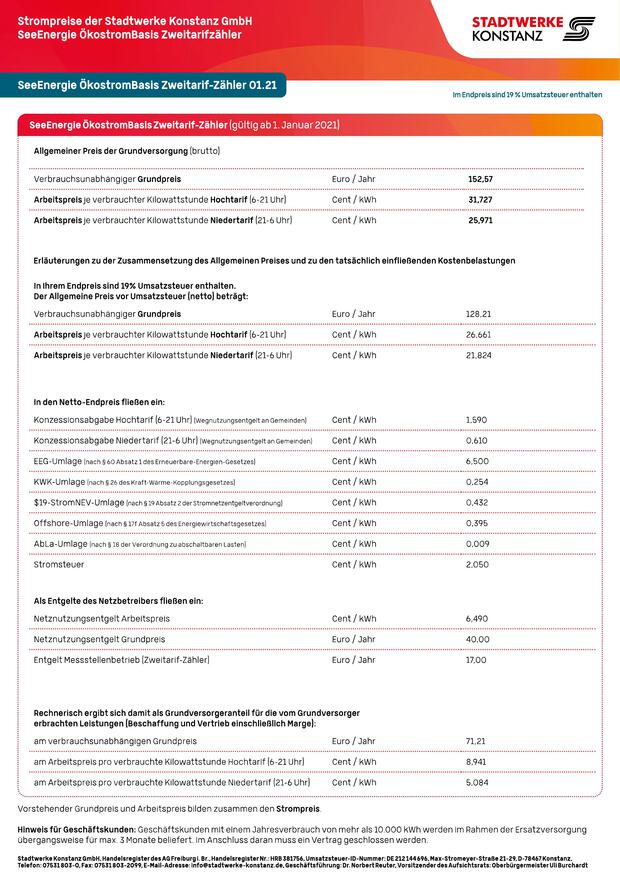 Strompreise der Stadtwerke Konstanz GmbH
SeeEnergie ÖkostromBasis Zweitarifzähler
STADTWERKE
KONSTANZ
SeeEnergie ÖkostromBasis Zweitarif-Zähler 01.21
Im Endpreis sind 19 % Umsatzsteuer enthalten
SeeEnergie ÖkostromBasis Zweitarif-Zähler (gültig ab 1. Januar 2021)
Allgemeiner Preis der Grundversorgung (brutto)
Verbrauchsunabhängiger Grundpreis Euro / Jahr 152,57
Arbeitspreis je verbrauchter Kilowattstunde Hochtarif (6-21 Uhr) Cent / kWh 31,727
Arbeitspreis je verbrauchter Kilowattstunde Niedertarif (21-6 Uhr) Cent / kWh 25,971
Erläuterungen zu der Zusammensetzung des Allgemeinen Preises und zu den tatsächlich einfließenden Kostenbelastungen
In Ihrem Endpreis sind 19% Umsatzsteuer enthalten.
Der Allgemeine Preis vor Umsatzsteuer (netto) beträgt:
Verbrauchsunabhängiger Grundpreis Euro / Jahr 128,21
Arbeitspreis je verbrauchter Kilowattstunde Hochtarif (6-21 Uhr) Cent / kWh 26,661
Arbeitspreis je verbrauchter Kilowattstunde Niedertarif (21-6 Uhr) Cent / kWh 21,824
In den Netto-Endpreis fließen ein:
Konzessionsabgabe Hochtarif (6-21 Uhr) (Wegnutzungsentgelt an Gemeinden) Cent / kWh 1,590
Konzessionsabgabe Niedertarif (21-6 Uhr) (Wegnutzungsentgelt an Gemeinden) Cent / kWh 0,610
EEG-Umlage (nach § 60 Absatz 1 des Erneuerbare-Energien-Gesetzes) Cent / kWh 6,500
KWK-Umlage (nach § 26 des Kraft-Wärme-Kopplungsgesetzes) Cent / kWh 0,254
$19-StromNEV-Umlage (nach § 19 Absatz 2 der Stromnetzentgeltverordnung) Cent / kWh 0,432
Offshore-Umlage (nach § 17f Absatz 5 des Energiewirtschaftsgesetzes) Cent / kWh 0,395
AbLa-Umlage (nach § 18 der Verordnung zu abschaltbaren Lasten) Cent / kWh 0,009
Stromsteuer Cent / kWh 2,050
Als Entgelte des Netzbetreibers fließen ein:
Netznutzungsentgelt Arbeitspreis Cent / kWh 6,490
Netznutzungsentgelt Grundpreis Euro / Jahr 40,00
Entgelt Messstellenbetrieb (Zweitarif-Zähler) Euro / Jahr 17,00
Rechnerisch ergibt sich damit als Grundversorgeranteil für die vom Grundversorger
erbrachten Leistungen (Beschaffung und Vertrieb einschließlich Marge):
am verbrauchsunabhängigen Grundpreis Euro / Jahr 71,21
am Arbeitspreis pro verbrauchte Kilowattstunde Hochtarif (6-21 Uhr) Cent / kWh 8,941
am Arbeitspreis pro verbrauchte Kilowattstunde Niedertarif (21-6 Uhr) Cent / kWh 5,084
Vorstehender Grundpreis und Arbeitspreis bilden zusammen den Strompreis.
Hinweis für Geschäftskunden: Geschäftskunden mit einem Jahresverbrauch von mehr als 10.000 kWh werden im Rahmen der Ersatzversorgung
übergangsweise für max. 3 Monate beliefert. Im Anschluss daran muss ein Vertrag geschlossen werden.
Stadtwerke Konstanz GmbH, Handelsregister des AG Freiburg i. Br., Handelsregister Nr.: HRB 381756, Umsatzsteuer-ID-Nummer: DE 212 144 696, Max-Stromeyer-Straße 21-29, D-78467 Konstanz,
Telefon: 07531 803-0, Fax: 07531 803-2099, E-Mail-Adresse: info@stadtwerke-konstanz.de, Geschäftsführung: Dr. Norbert Reuter, Vorsitzender des Aufsichtsrats: Oberbürgermeister Uli Burchardt